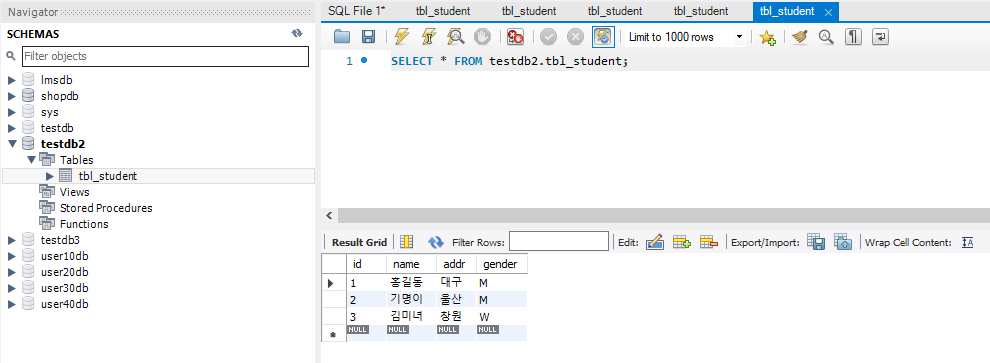 Navigator
SCHEMAS
Filter objects
lmsdb
shopdb
sys
testdb
testdb2
Tables
tbl_student
Views
Stored Procedures
Functions
testdb3
user10db
user20db
user30db
user40db
SQL File 1* tbl_student tbl_student tbl_student tbl_student tbl_student
Limit to 1000 rows
1 SELECT * FROM testdb2.tbl_student;
Result Grid Filter Rows: Edit: Export/Import: Wrap Cell Content:
id name addr gender
1 홍길동 대구 M
2 기명이 울산 M
3 김미녀 창원 W
NULL NULL NULL NULL